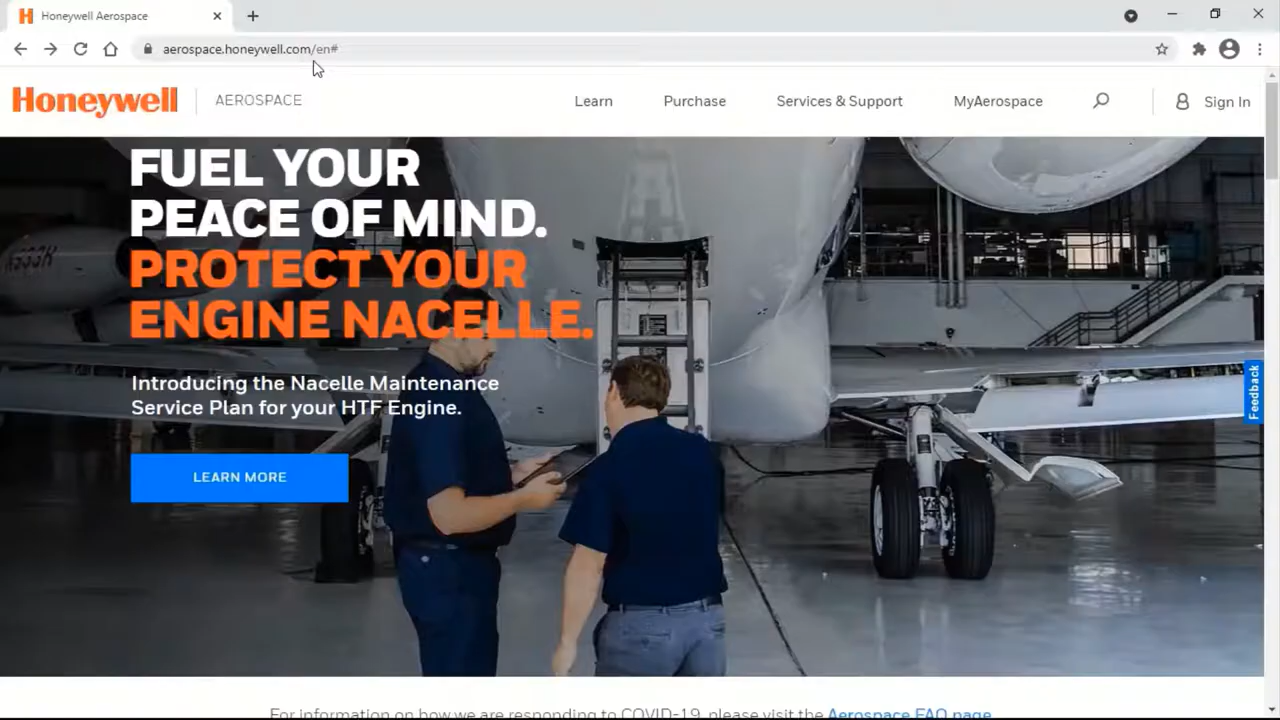 Honeywell Aerospace
aerospace.honeywell.com/en#
Honeywell
AEROSPACE
Learn
Purchase
Services & Support
MyAerospace
Sign In
FUEL YOUR
PEACE OF MIND.
PROTECT YOUR
ENGINE NACELLE.
Introducing the Nacelle Maintenance
Service Plan for your HTF Engine.
LEARN MORE
Feedback
For information on how we are responding to COVID-19, please visit the Aerospace FAQ page